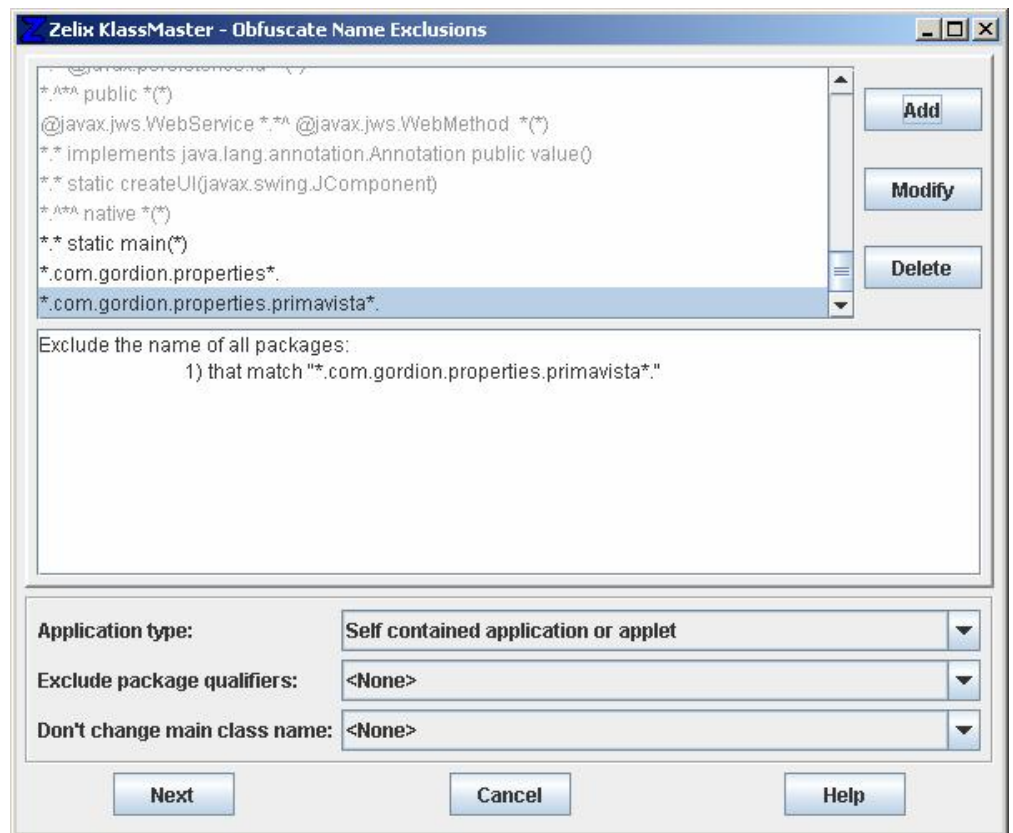 Zelix KlassMaster - Obfuscate Name Exclusions
*.^*^ public *(*)
@javax.jws.WebService *.*^ @javax.jws.WebMethod *(*)
*.* implements java.lang.annotation.Annotation public value()
*.* static createUI(javax.swing.JComponent)
*.^*^ native *(*)
*.* static main(*)
*.com.gordion.properties*.
*.com.gordion.properties.primavista*.
Add
Modify
Delete
Exclude the name of all packages:
1) that match "*.com.gordion.properties.primavista*."
Application type: Self contained application or applet
Exclude package qualifiers: <None>
Don't change main class name: <None>
Next Cancel Help